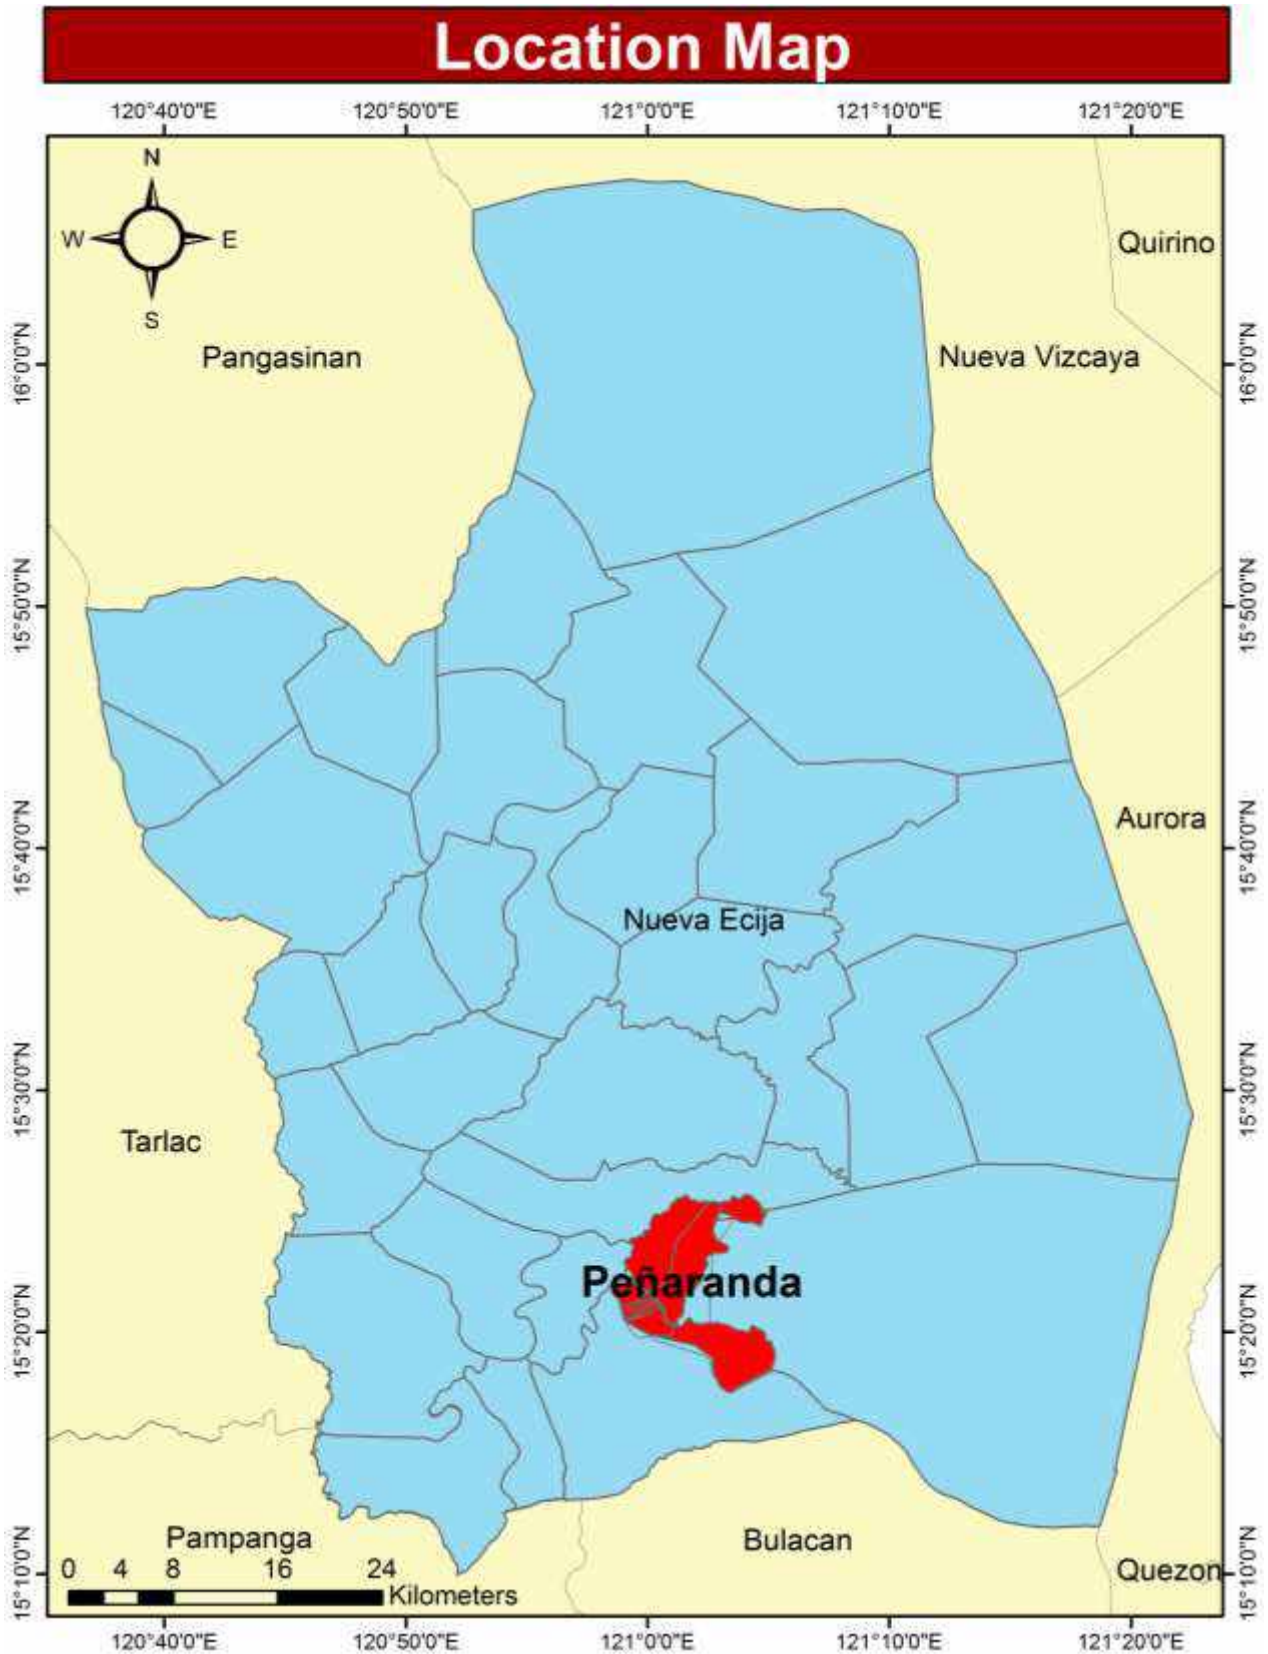 Location Map
120°40'0"E 120°50'0"E 121°0'0"E 121°10'0"E 121°20'0"E
N
W E
S
Quirino
Pangasinan
Nueva Vizcaya
16°0'0"N 16°0'0"N
15°50'0"N 15°50'0"N
Aurora
15°40'0"N 15°40'0"N
Nueva Ecija
15°30'0"N 15°30'0"N
Tarlac
Peñaranda
15°20'0"N 15°20'0"N
Pampanga
Bulacan
Quezon
15°10'0"N 15°10'0"N
0 4 8 16 24
Kilometers
120°40'0"E 120°50'0"E 121°0'0"E 121°10'0"E 121°20'0"E